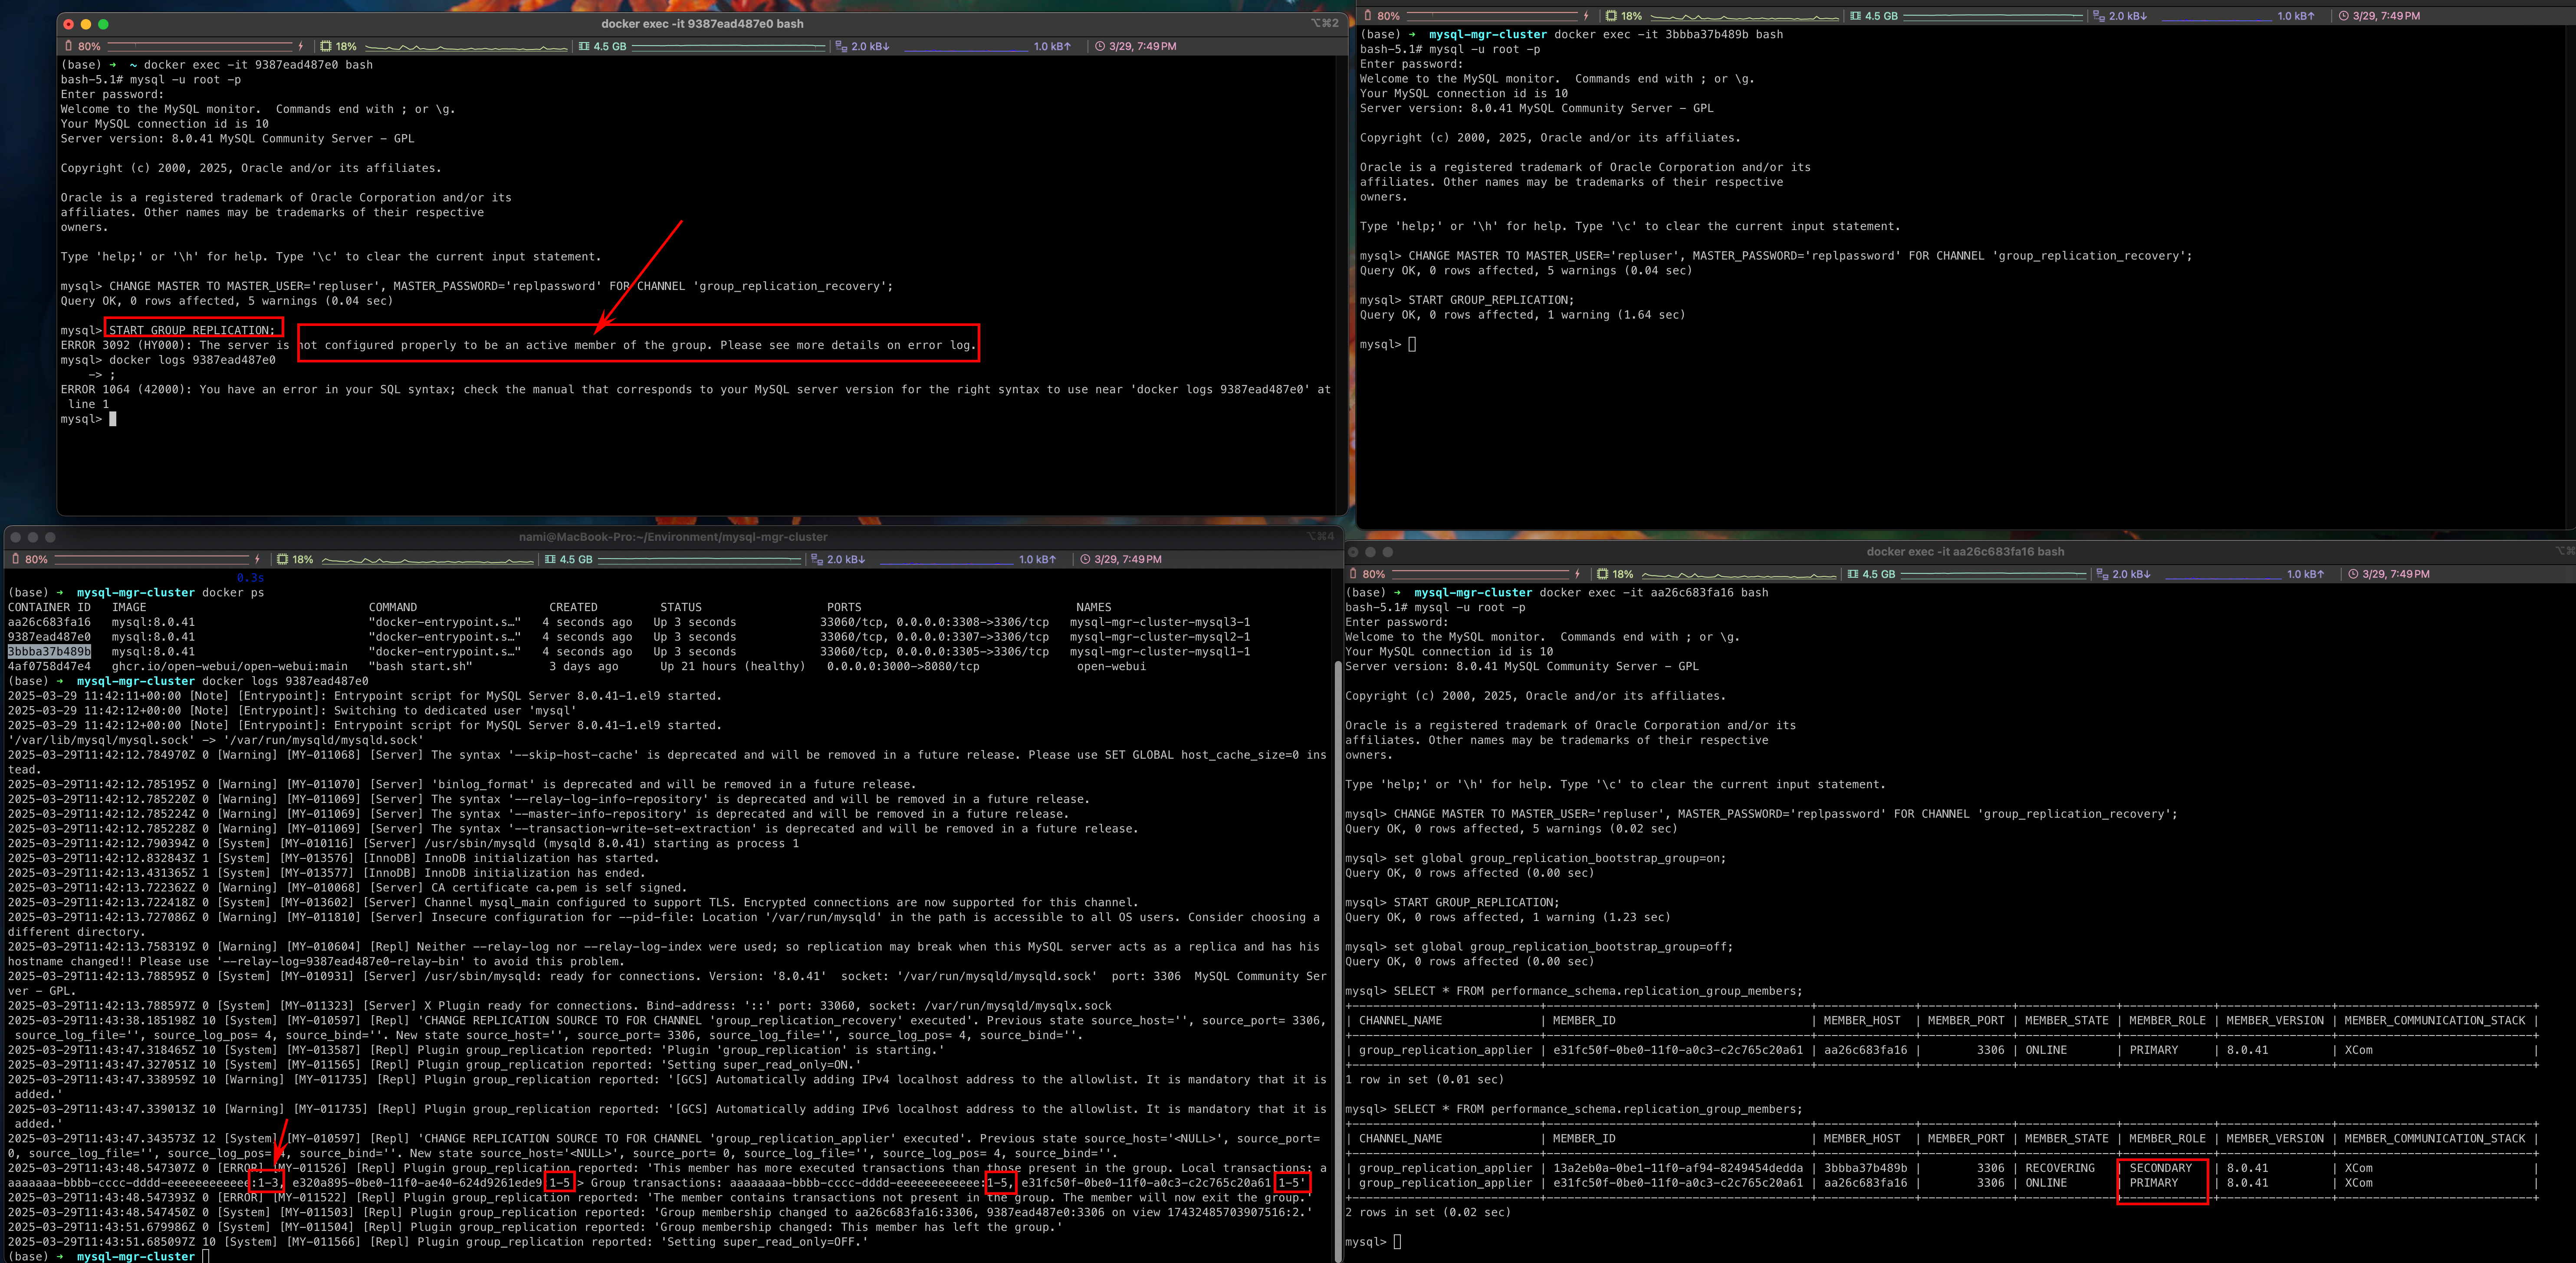 docker exec -it 9387ead487e0 bash
⌥⌘2
80% 18% 4.5 GB 2.0 kB↓ 1.0 kB↑ 3/29, 7:49 PM
(base) → ~ docker exec -it 9387ead487e0 bash
bash-5.1# mysql -u root -p
Enter password:
Welcome to the MySQL monitor.  Commands end with ; or \g.
Your MySQL connection id is 10
Server version: 8.0.41 MySQL Community Server - GPL
Copyright (c) 2000, 2025, Oracle and/or its affiliates.
Oracle is a registered trademark of Oracle Corporation and/or its
affiliates. Other names may be trademarks of their respective
owners.
Type 'help;' or '\h' for help. Type '\c' to clear the current input statement.
mysql> CHANGE MASTER TO MASTER_USER='repluser', MASTER_PASSWORD='replpassword' FOR CHANNEL 'group_replication_recovery';
Query OK, 0 rows affected, 5 warnings (0.04 sec)
mysql> START GROUP_REPLICATION;
ERROR 3092 (HY000): The server is not configured properly to be an active member of the group. Please see more details on error log.
mysql> docker logs 9387ead487e0
    -> ;
ERROR 1064 (42000): You have an error in your SQL syntax; check the manual that corresponds to your MySQL server version for the right syntax to use near 'docker logs 9387ead487e0' at
 line 1
mysql>
80% 18% 4.5 GB 2.0 kB↓ 1.0 kB↑ 3/29, 7:49 PM
(base) → mysql-mgr-cluster docker exec -it 3bbba37b489b bash
bash-5.1# mysql -u root -p
Enter password:
Welcome to the MySQL monitor.  Commands end with ; or \g.
Your MySQL connection id is 10
Server version: 8.0.41 MySQL Community Server - GPL
Copyright (c) 2000, 2025, Oracle and/or its affiliates.
Oracle is a registered trademark of Oracle Corporation and/or its
affiliates. Other names may be trademarks of their respective
owners.
Type 'help;' or '\h' for help. Type '\c' to clear the current input statement.
mysql> CHANGE MASTER TO MASTER_USER='repluser', MASTER_PASSWORD='replpassword' FOR CHANNEL 'group_replication_recovery';
Query OK, 0 rows affected, 5 warnings (0.04 sec)
mysql> START GROUP_REPLICATION;
Query OK, 0 rows affected, 1 warning (1.64 sec)
mysql>
nami@MacBook-Pro:~/Environment/mysql-mgr-cluster
⌥⌘4
80% 18% 4.5 GB 2.0 kB↓ 1.0 kB↑ 3/29, 7:49 PM
0.3s
(base) → mysql-mgr-cluster docker ps
CONTAINER ID   IMAGE   COMMAND   CREATED   STATUS   PORTS   NAMES
aa26c683fa16   mysql:8.0.41   "docker-entrypoint.s…"   4 seconds ago   Up 3 seconds   33060/tcp, 0.0.0.0:3308->3306/tcp   mysql-mgr-cluster-mysql3-1
9387ead487e0   mysql:8.0.41   "docker-entrypoint.s…"   4 seconds ago   Up 3 seconds   33060/tcp, 0.0.0.0:3307->3306/tcp   mysql-mgr-cluster-mysql2-1
3bbba37b489b   mysql:8.0.41   "docker-entrypoint.s…"   4 seconds ago   Up 3 seconds   33060/tcp, 0.0.0.0:3305->3306/tcp   mysql-mgr-cluster-mysql1-1
4af0758d47e4   ghcr.io/open-webui/open-webui:main   "bash start.sh"   3 days ago   Up 21 hours (healthy)   0.0.0.0:3000->8080/tcp   open-webui
(base) → mysql-mgr-cluster docker logs 9387ead487e0
2025-03-29 11:42:11+00:00 [Note] [Entrypoint]: Entrypoint script for MySQL Server 8.0.41-1.el9 started.
2025-03-29 11:42:12+00:00 [Note] [Entrypoint]: Switching to dedicated user 'mysql'
2025-03-29 11:42:12+00:00 [Note] [Entrypoint]: Entrypoint script for MySQL Server 8.0.41-1.el9 started.
'/var/lib/mysql/mysql.sock' -> '/var/run/mysqld/mysqld.sock'
2025-03-29T11:42:12.784970Z 0 [Warning] [MY-011068] [Server] The syntax '--skip-host-cache' is deprecated and will be removed in a future release. Please use SET GLOBAL host_cache_size=0 ins
tead.
2025-03-29T11:42:12.785195Z 0 [Warning] [MY-011070] [Server] 'binlog_format' is deprecated and will be removed in a future release.
2025-03-29T11:42:12.785220Z 0 [Warning] [MY-011069] [Server] The syntax '--relay-log-info-repository' is deprecated and will be removed in a future release.
2025-03-29T11:42:12.785224Z 0 [Warning] [MY-011069] [Server] The syntax '--master-info-repository' is deprecated and will be removed in a future release.
2025-03-29T11:42:12.785228Z 0 [Warning] [MY-011069] [Server] The syntax '--transaction-write-set-extraction' is deprecated and will be removed in a future release.
2025-03-29T11:42:12.790394Z 0 [System] [MY-010116] [Server] /usr/sbin/mysqld (mysqld 8.0.41) starting as process 1
2025-03-29T11:42:12.832843Z 1 [System] [MY-013576] [InnoDB] InnoDB initialization has started.
2025-03-29T11:42:13.431365Z 1 [System] [MY-013577] [InnoDB] InnoDB initialization has ended.
2025-03-29T11:42:13.722362Z 0 [Warning] [MY-010068] [Server] CA certificate ca.pem is self signed.
2025-03-29T11:42:13.722418Z 0 [System] [MY-013602] [Server] Channel mysql_main configured to support TLS. Encrypted connections are now supported for this channel.
2025-03-29T11:42:13.727086Z 0 [Warning] [MY-011810] [Server] Insecure configuration for --pid-file: Location '/var/run/mysqld' in the path is accessible to all OS users. Consider choosing a
different directory.
2025-03-29T11:42:13.758319Z 0 [Warning] [MY-010604] [Repl] Neither --relay-log nor --relay-log-index were used; so replication may break when this MySQL server acts as a replica and has his
hostname changed!! Please use '--relay-log=9387ead487e0-relay-bin' to avoid this problem.
2025-03-29T11:42:13.788595Z 0 [System] [MY-010931] [Server] /usr/sbin/mysqld: ready for connections. Version: '8.0.41'  socket: '/var/run/mysqld/mysqld.sock'  port: 3306  MySQL Community Ser
ver - GPL.
2025-03-29T11:42:13.788597Z 0 [System] [MY-011323] [Server] X Plugin ready for connections. Bind-address: '::' port: 33060, socket: /var/run/mysqld/mysqlx.sock
2025-03-29T11:43:38.185198Z 10 [System] [MY-010597] [Repl] 'CHANGE REPLICATION SOURCE TO FOR CHANNEL 'group_replication_recovery' executed'. Previous state source_host='', source_port= 3306,
 source_log_file='', source_log_pos= 4, source_bind=''. New state source_host='', source_port= 3306, source_log_file='', source_log_pos= 4, source_bind=''.
2025-03-29T11:43:47.318465Z 10 [System] [MY-013587] [Repl] Plugin group_replication reported: 'Plugin 'group_replication' is starting.'
2025-03-29T11:43:47.327051Z 10 [System] [MY-011565] [Repl] Plugin group_replication reported: 'Setting super_read_only=ON.'
2025-03-29T11:43:47.338959Z 10 [Warning] [MY-011735] [Repl] Plugin group_replication reported: '[GCS] Automatically adding IPv4 localhost address to the allowlist. It is mandatory that it is
 added.'
2025-03-29T11:43:47.339013Z 10 [Warning] [MY-011735] [Repl] Plugin group_replication reported: '[GCS] Automatically adding IPv6 localhost address to the allowlist. It is mandatory that it is
 added.'
2025-03-29T11:43:47.343573Z 12 [System] [MY-010597] [Repl] 'CHANGE REPLICATION SOURCE TO FOR CHANNEL 'group_replication_applier' executed'. Previous state source_host='<NULL>', source_port=
0, source_log_file='', source_log_pos= 4, source_bind=''. New state source_host='<NULL>', source_port= 0, source_log_file='', source_log_pos= 4, source_bind=''.
2025-03-29T11:43:48.547307Z 0 [ERROR] [MY-011526] [Repl] Plugin group_replication reported: 'This member has more executed transactions than those present in the group. Local transactions: a
aaaaaaa-bbbb-cccc-dddd-eeeeeeeeeeee:1-3, e320a895-0be0-11f0-ae40-624d9261ede9:1-5 > Group transactions: aaaaaaaa-bbbb-cccc-dddd-eeeeeeeeeeee:1-5, e31fc50f-0be0-11f0-a0c3-c2c765c20a61:1-5'
2025-03-29T11:43:48.547450Z 0 [ERROR] [MY-011522] [Repl] Plugin group_replication reported: 'The member contains transactions not present in the group. The member will now exit the group.'
2025-03-29T11:43:48.547450Z 0 [System] [MY-011503] [Repl] Plugin group_replication reported: 'Group membership changed to aa26c683fa16:3306, 9387ead487e0:3306 on view 17432485703907516:2.'
2025-03-29T11:43:51.679986Z 0 [System] [MY-011504] [Repl] Plugin group_replication reported: 'Group membership changed: This member has left the group.'
2025-03-29T11:43:51.685097Z 10 [System] [MY-011566] [Repl] Plugin group_replication reported: 'Setting super_read_only=OFF.'
(base) → mysql-mgr-cluster
docker exec -it aa26c683fa16 bash
80% 18% 4.5 GB 2.0 kB↓ 1.0 kB↑ 3/29, 7:49 PM
(base) → mysql-mgr-cluster docker exec -it aa26c683fa16 bash
bash-5.1# mysql -u root -p
Enter password:
Welcome to the MySQL monitor.  Commands end with ; or \g.
Your MySQL connection id is 10
Server version: 8.0.41 MySQL Community Server - GPL
Copyright (c) 2000, 2025, Oracle and/or its affiliates.
Oracle is a registered trademark of Oracle Corporation and/or its
affiliates. Other names may be trademarks of their respective
owners.
Type 'help;' or '\h' for help. Type '\c' to clear the current input statement.
mysql> CHANGE MASTER TO MASTER_USER='repluser', MASTER_PASSWORD='replpassword' FOR CHANNEL 'group_replication_recovery';
Query OK, 0 rows affected, 5 warnings (0.02 sec)
mysql> set global group_replication_bootstrap_group=on;
Query OK, 0 rows affected (0.00 sec)
mysql> START GROUP_REPLICATION;
Query OK, 0 rows affected, 1 warning (1.23 sec)
mysql> set global group_replication_bootstrap_group=off;
Query OK, 0 rows affected (0.00 sec)
mysql> SELECT * FROM performance_schema.replication_group_members;
| CHANNEL_NAME | MEMBER_ID | MEMBER_HOST | MEMBER_PORT | MEMBER_STATE | MEMBER_ROLE | MEMBER_VERSION | MEMBER_COMMUNICATION_STACK |
| group_replication_applier | e31fc50f-0be0-11f0-a0c3-c2c765c20a61 | aa26c683fa16 | 3306 | ONLINE | PRIMARY | 8.0.41 | XCom |
1 row in set (0.01 sec)
mysql> SELECT * FROM performance_schema.replication_group_members;
| CHANNEL_NAME | MEMBER_ID | MEMBER_HOST | MEMBER_PORT | MEMBER_STATE | MEMBER_ROLE | MEMBER_VERSION | MEMBER_COMMUNICATION_STACK |
| group_replication_applier | 13a2eb0a-0be1-11f0-af94-8249454dedda | 3bbba37b489b | 3306 | RECOVERING | SECONDARY | 8.0.41 | XCom |
| group_replication_applier | e31fc50f-0be0-11f0-a0c3-c2c765c20a61 | aa26c683fa16 | 3306 | ONLINE | PRIMARY | 8.0.41 | XCom |
2 rows in set (0.02 sec)
mysql>